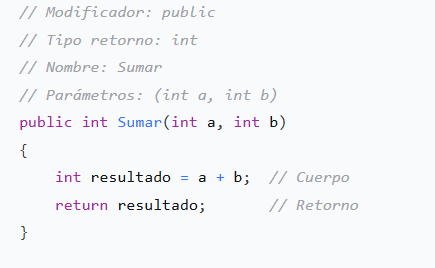 // Modificador: public
// Tipo retorno: int
// Nombre: Sumar
// Parámetros: (int a, int b)
public int Sumar(int a, int b)
{
    int resultado = a + b;  // Cuerpo
    return resultado;       // Retorno
}